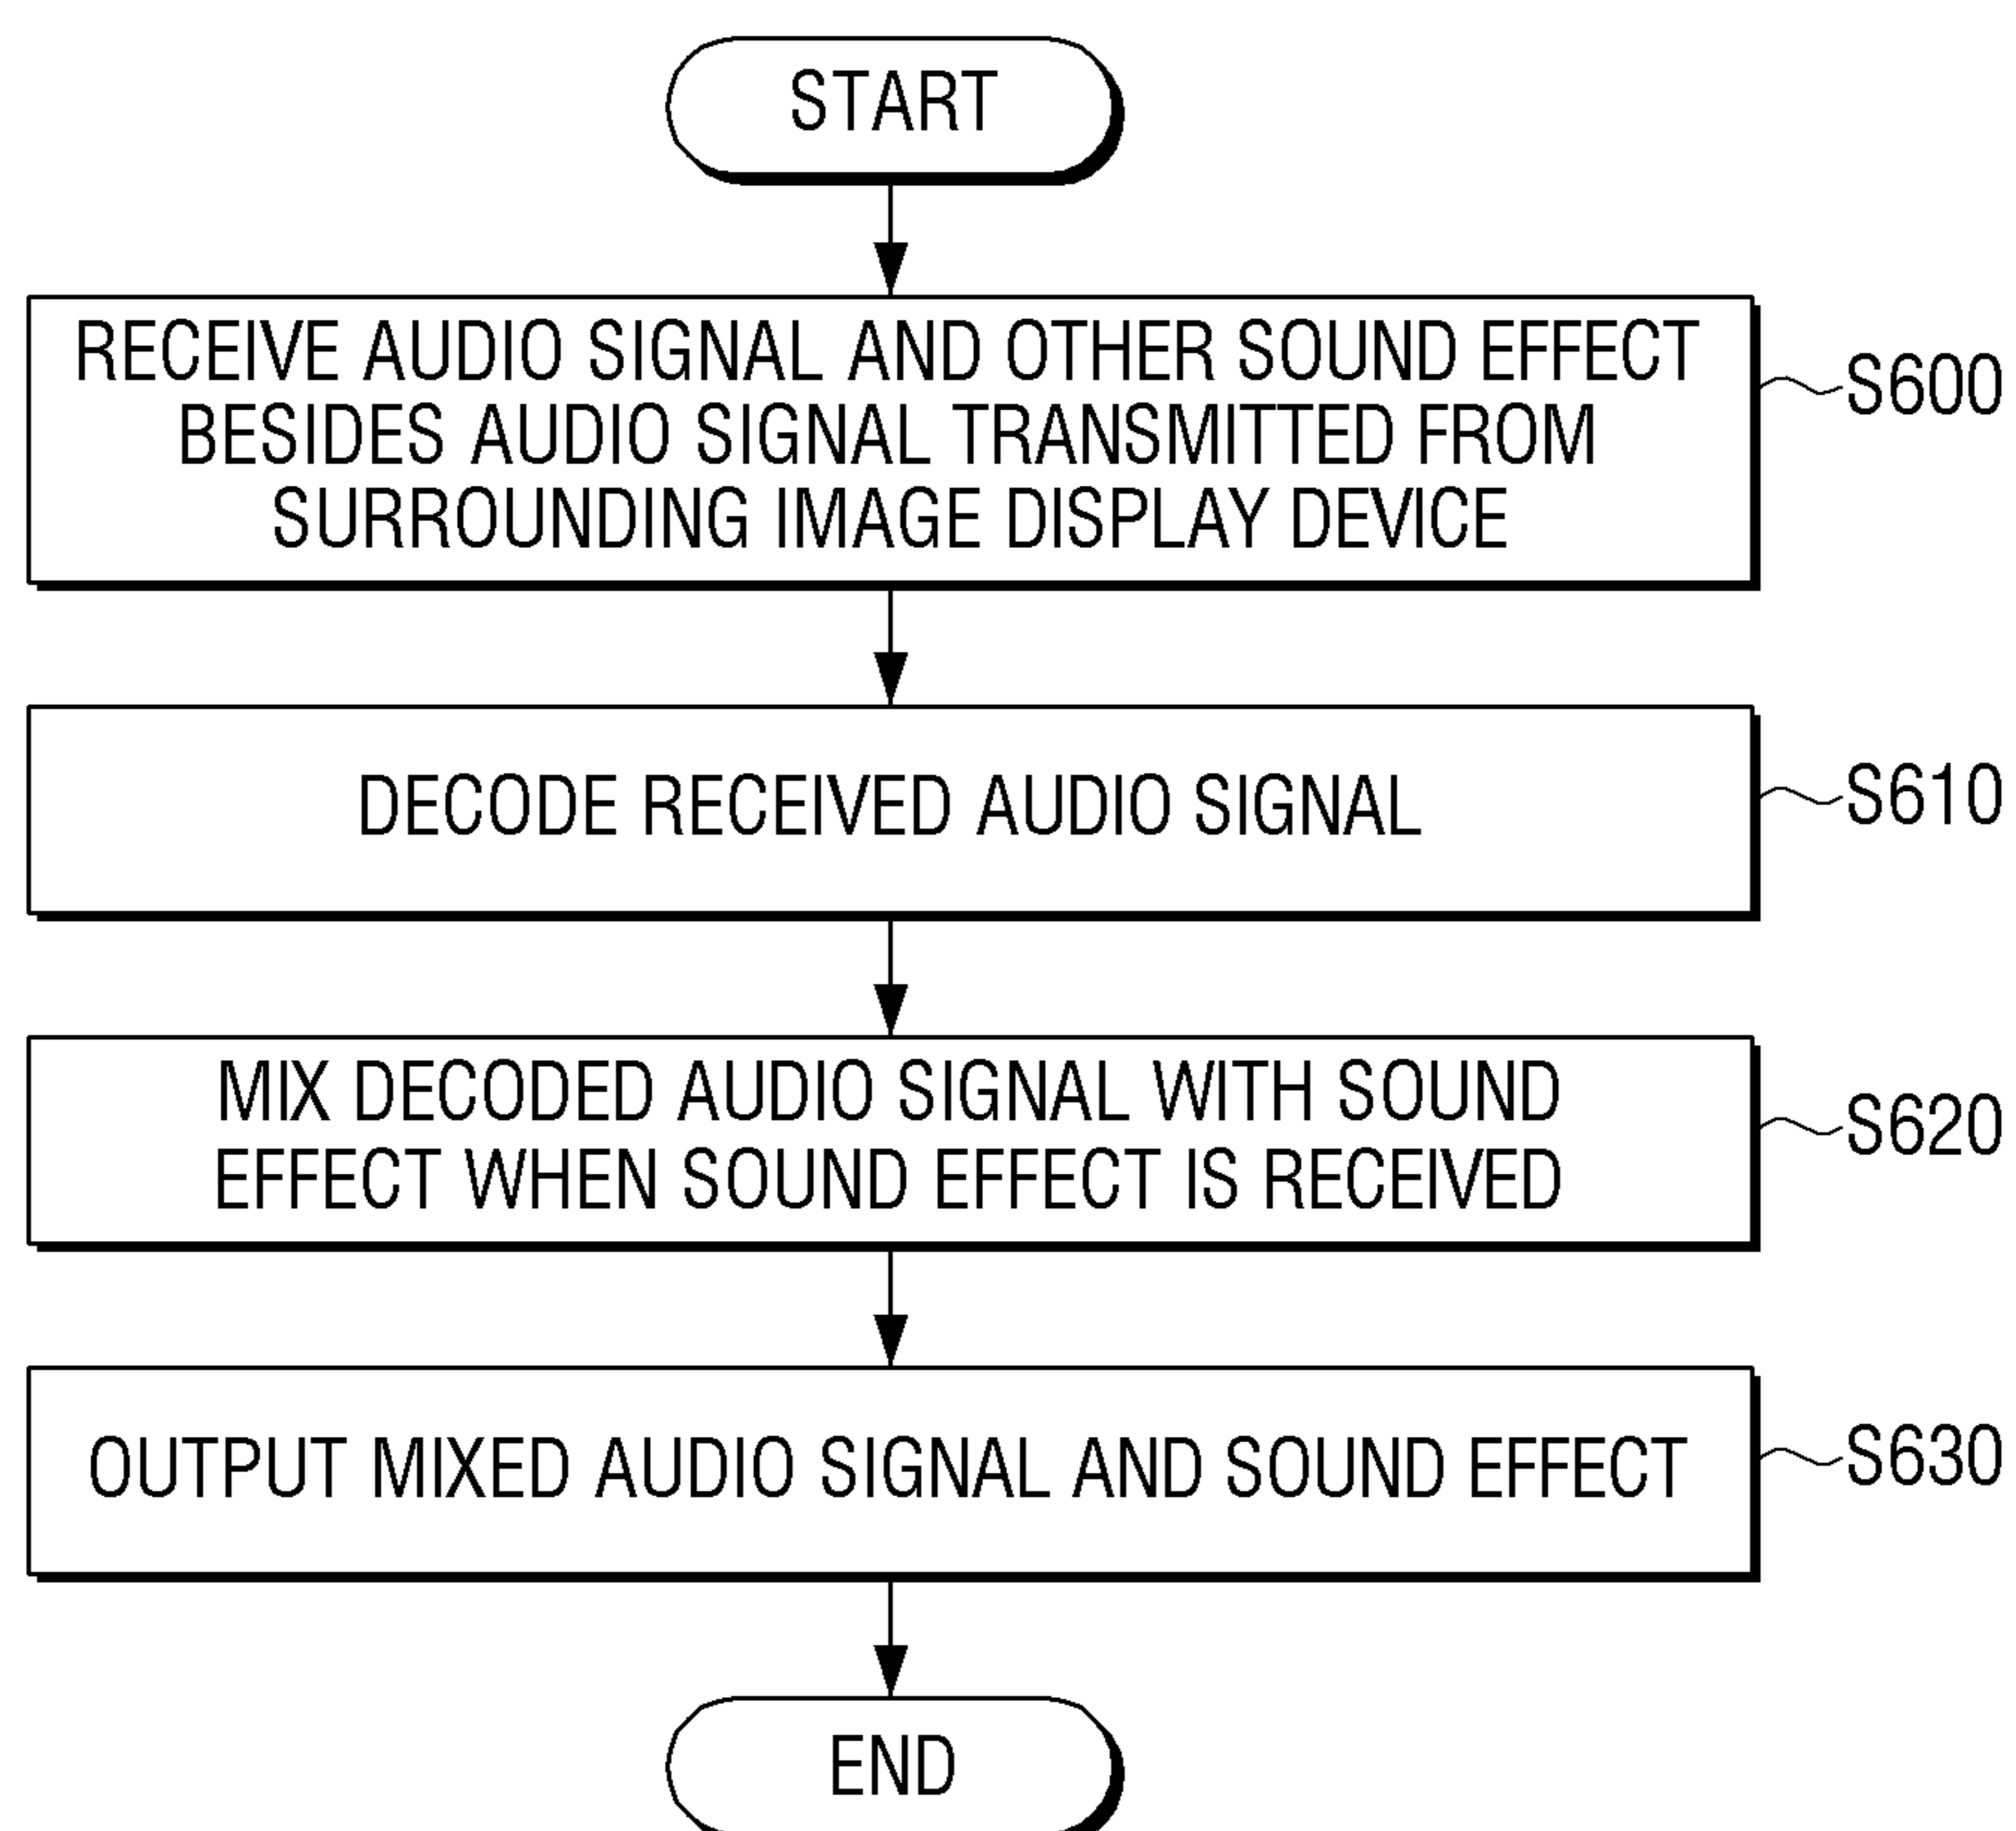 START
RECEIVE AUDIO SIGNAL AND OTHER SOUND EFFECT
BESIDES AUDIO SIGNAL TRANSMITTED FROM
SURROUNDING IMAGE DISPLAY DEVICE
S600
DECODE RECEIVED AUDIO SIGNAL
S610
MIX DECODED AUDIO SIGNAL WITH SOUND
EFFECT WHEN SOUND EFFECT IS RECEIVED
S620
OUTPUT MIXED AUDIO SIGNAL AND SOUND EFFECT
S630
END